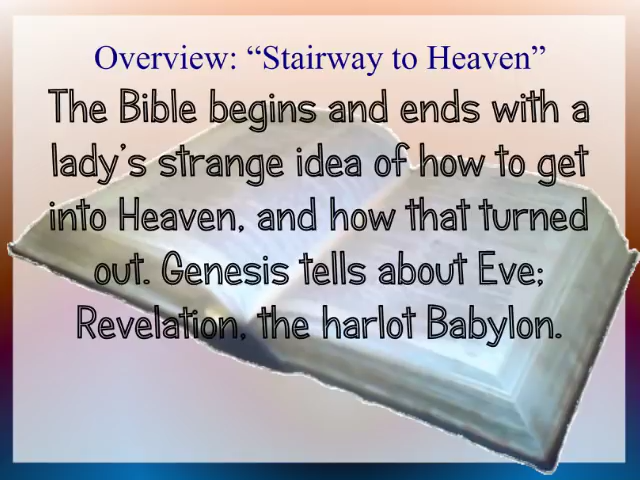 Overview: “Stairway to Heaven”
The Bible begins and ends with a
lady’s strange idea of how to get
into Heaven, and how that turned
out. Genesis tells about Eve;
Revelation, the harlot Babylon.